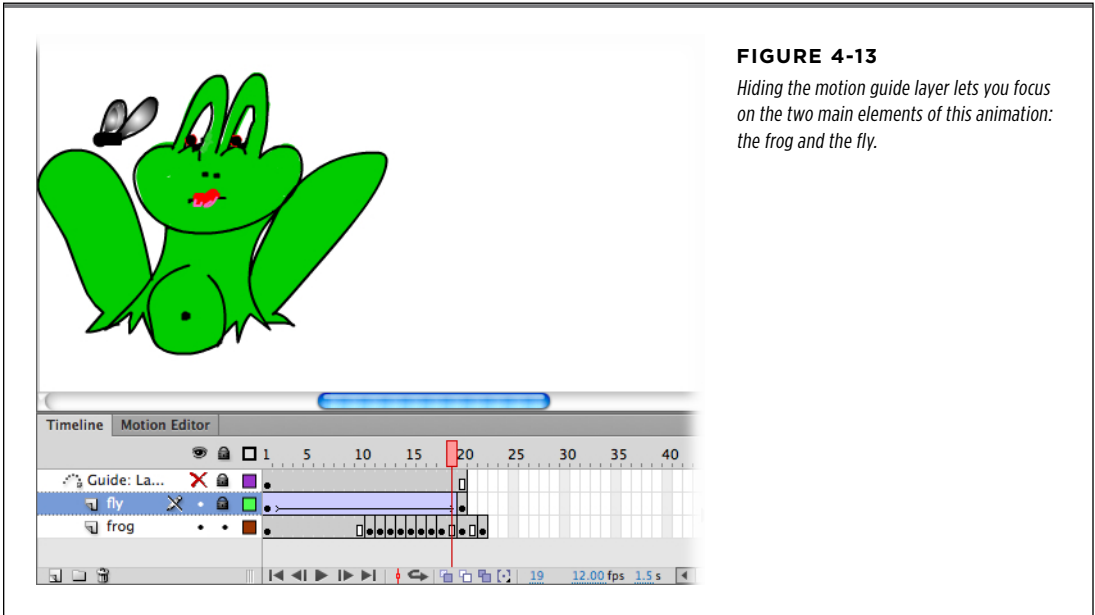 FIGURE 4-13
Hiding the motion guide layer lets you focus
on the two main elements of this animation:
the frog and the fly.
Timeline Motion Editor
1 5 10 15 20 25 30 35 40
Guide: La...
fly
frog
19 12.00 fps 1.5 s